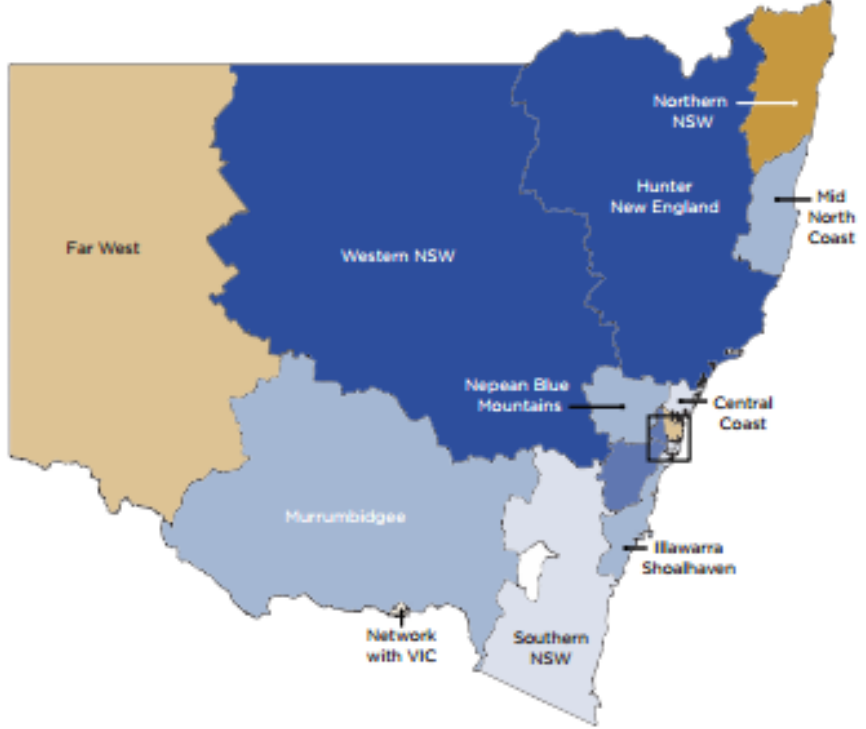 Northern
NSW
Hunter
New England
Mid
North
Coast
Far West
Western NSW
Nepean Blue
Mountains
Central
Coast
Murrumbidgee
Illawarra
Shoalhaven
Network
with VIC
Southern
NSW